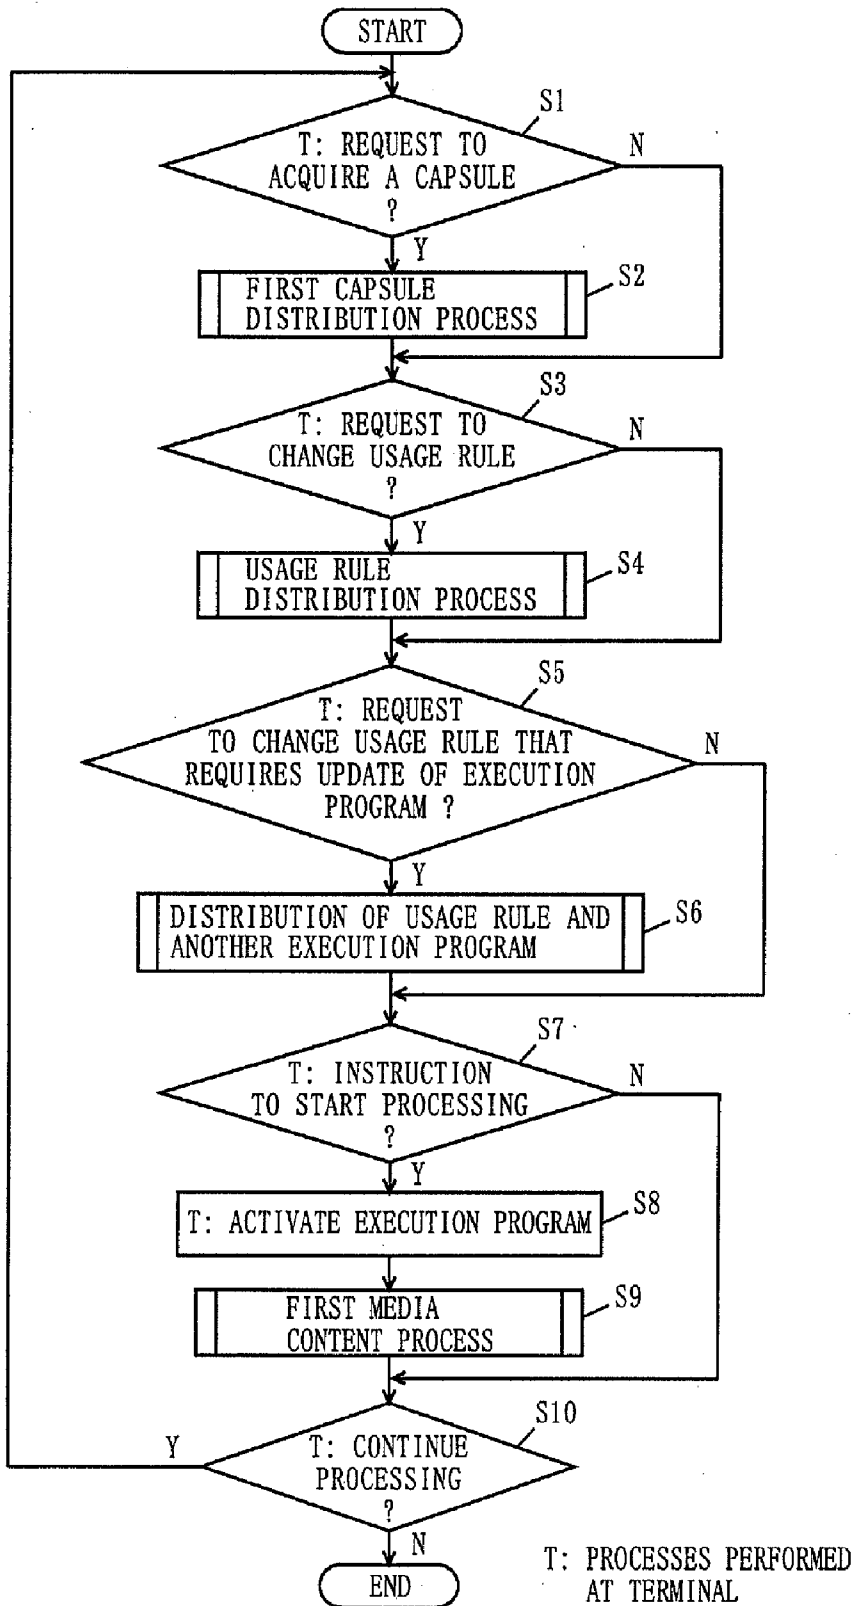 START
S1
T: REQUEST TO
ACQUIRE A CAPSULE
?
N
Y
FIRST CAPSULE
DISTRIBUTION PROCESS
S2
S3
T: REQUEST TO
CHANGE USAGE RULE
?
N
Y
USAGE RULE
DISTRIBUTION PROCESS
S4
S5
T: REQUEST
TO CHANGE USAGE RULE THAT
REQUIRES UPDATE OF EXECUTION
PROGRAM ?
N
Y
DISTRIBUTION OF USAGE RULE AND
ANOTHER EXECUTION PROGRAM
S6
S7
T: INSTRUCTION
TO START PROCESSING
?
N
Y
T: ACTIVATE EXECUTION PROGRAM
S8
FIRST MEDIA
CONTENT PROCESS
S9
S10
T: CONTINUE
PROCESSING
?
Y
N
END
T: PROCESSES PERFORMED
AT TERMINAL